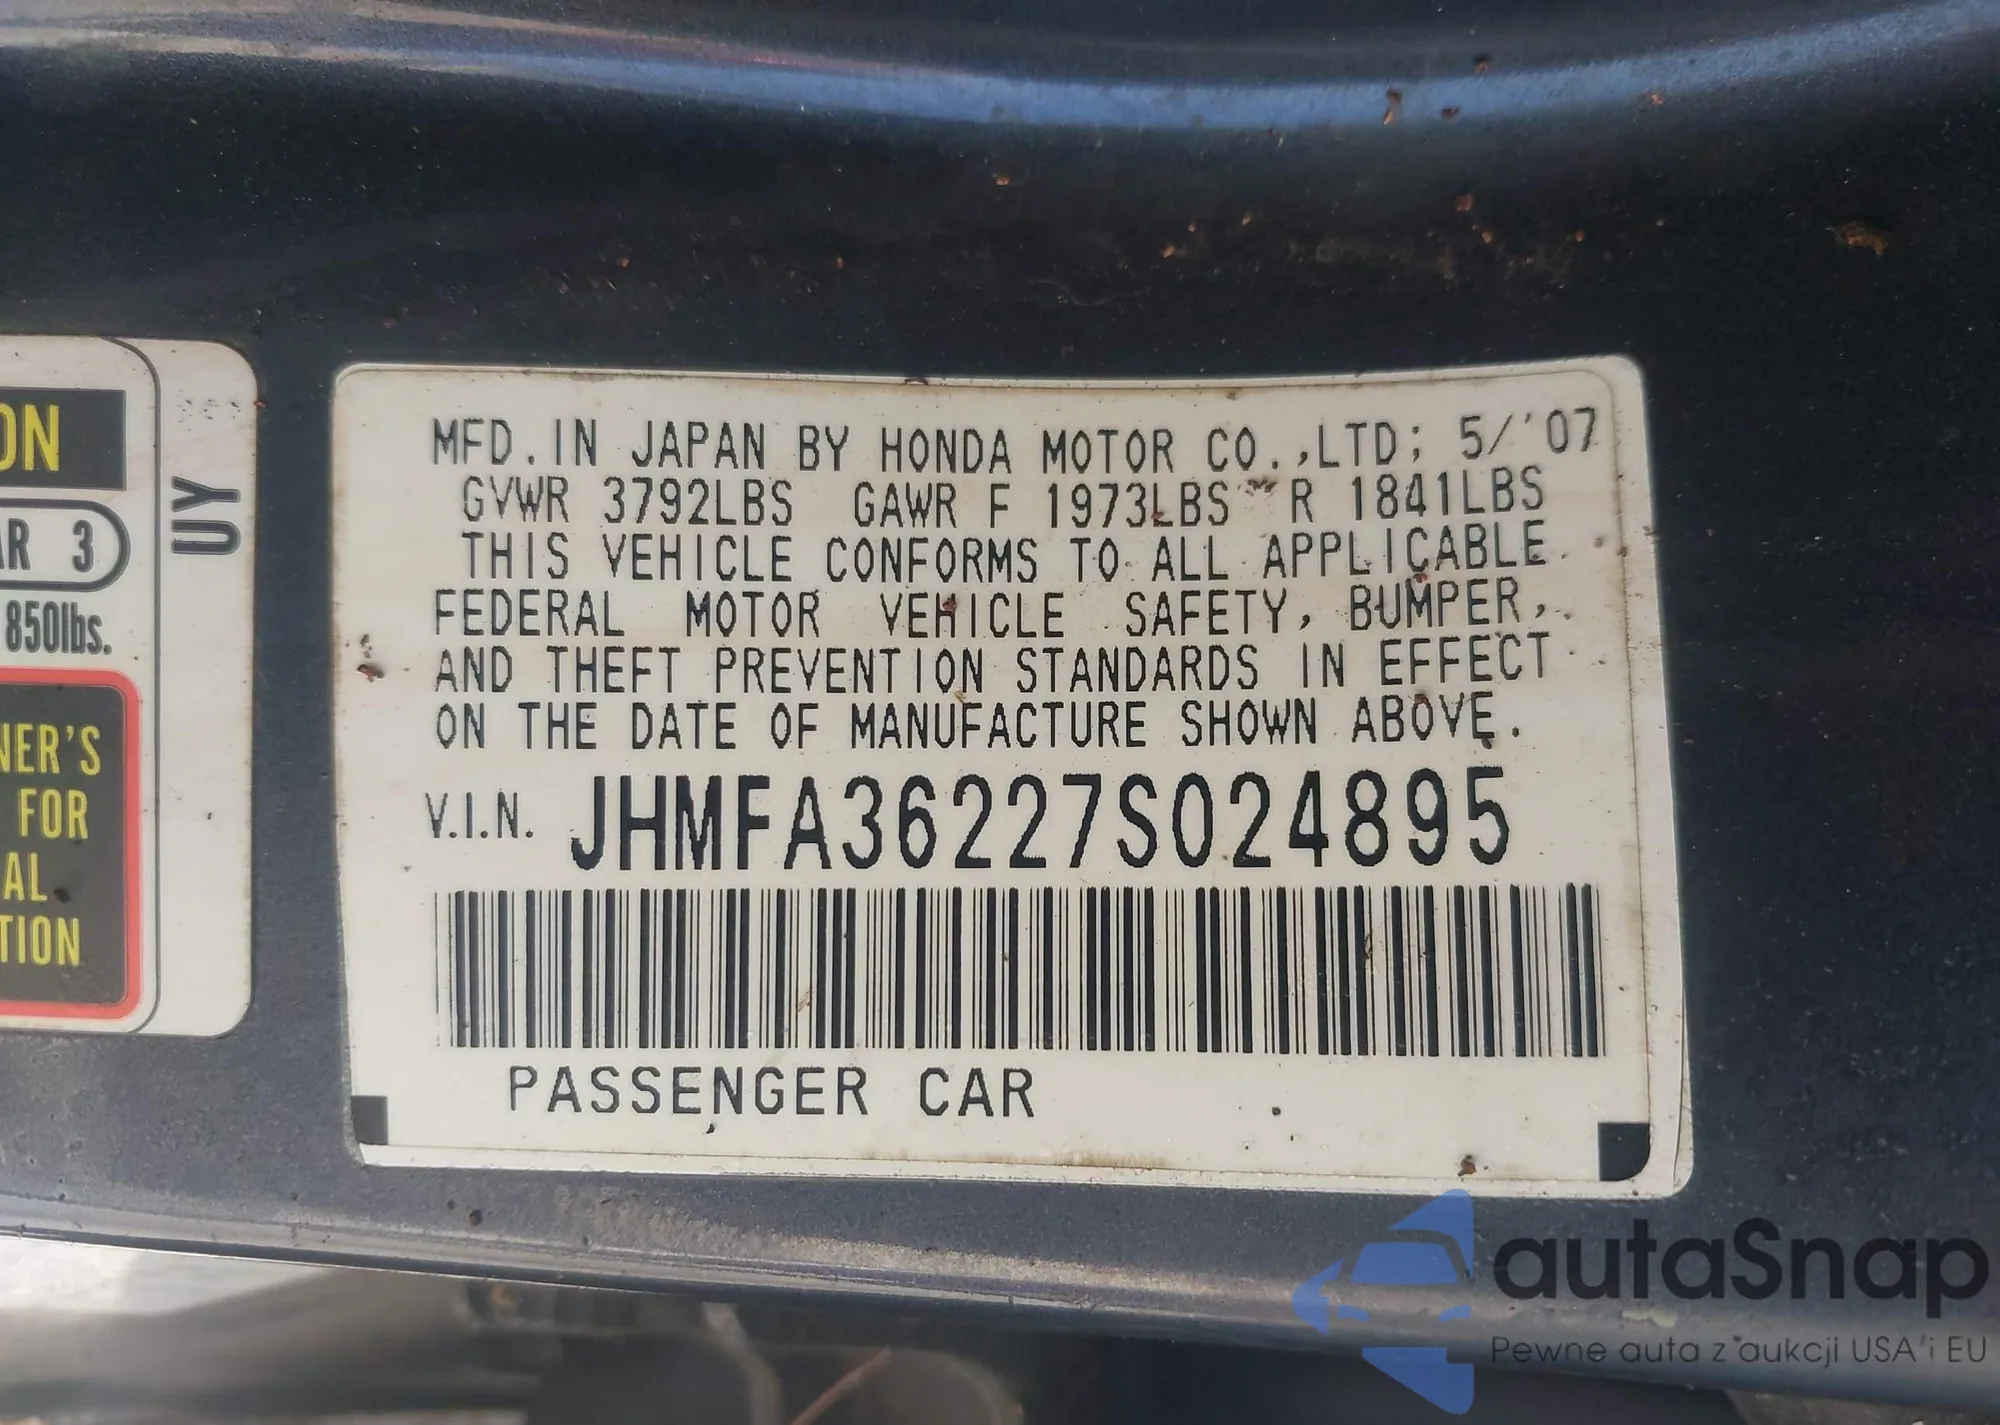 ON
AR 3
850lbs.
NER'S
FOR
AL
TION
UY
MFD.IN JAPAN BY HONDA MOTOR CO.,LTD; 5/'07
GVWR 3792LBS GAWR F 1973LBS R 1841LBS
THIS VEHICLE CONFORMS TO ALL APPLICABLE
FEDERAL MOTOR VEHICLE SAFETY, BUMPER,
AND THEFT PREVENTION STANDARDS IN EFFECT
ON THE DATE OF MANUFACTURE SHOWN ABOVE.
V.I.N. JHMFA36227S024895
PASSENGER CAR
autaSnap
Pewne auta z aukcji USA i EU